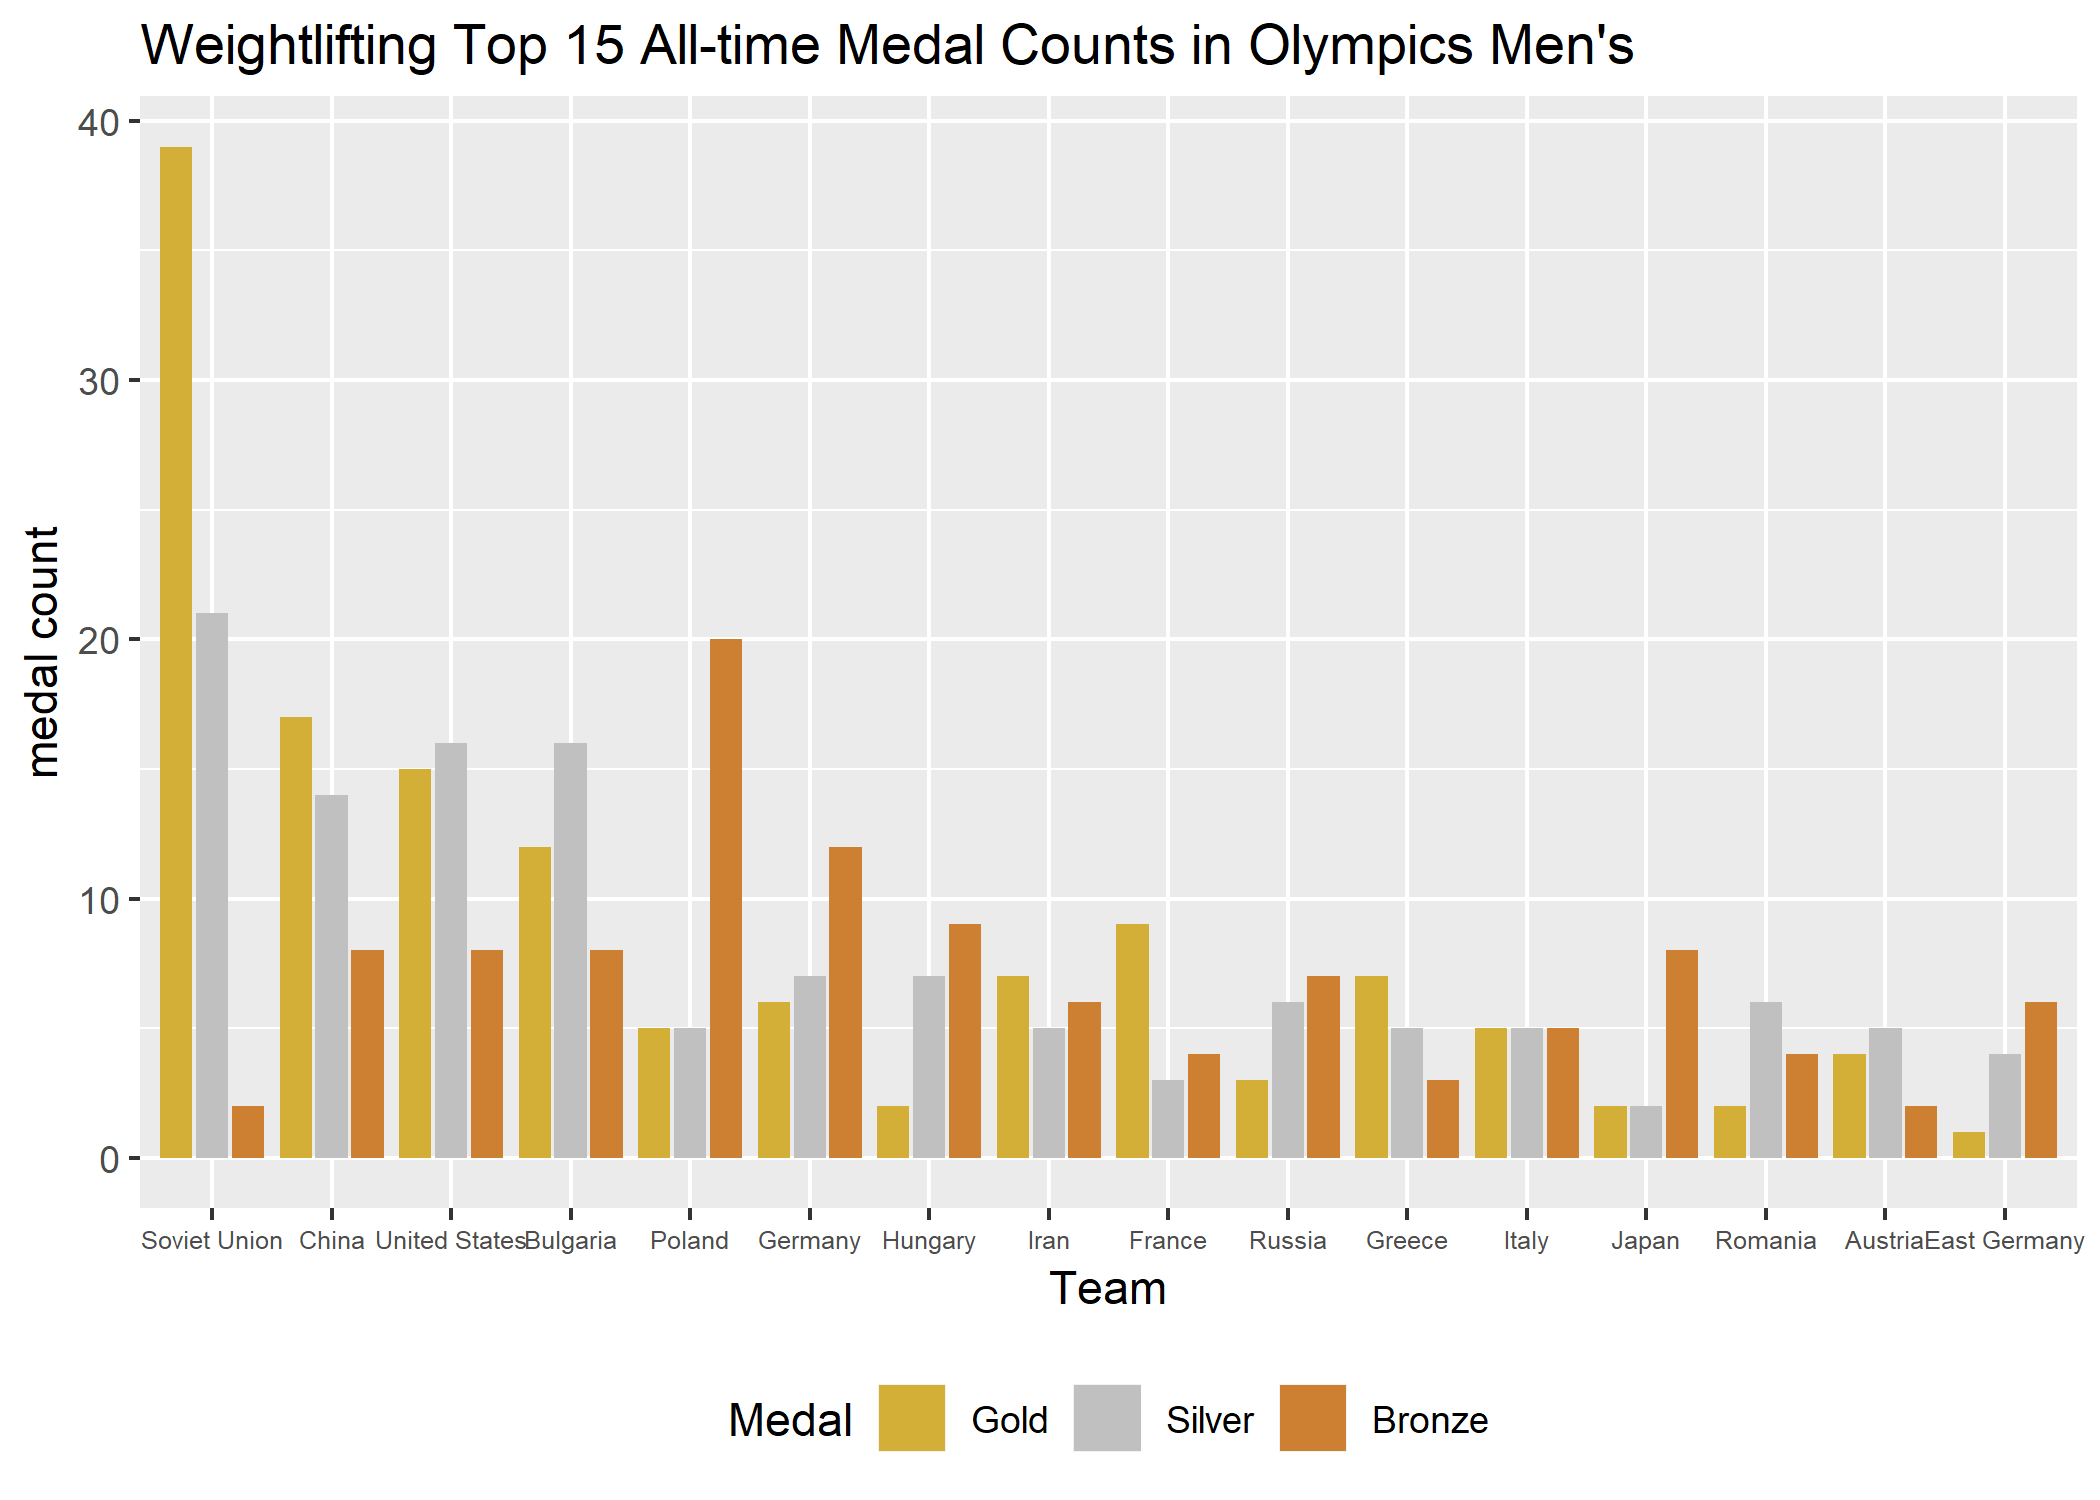 Weightlifting Top 15 All-time Medal Counts in Olympics Men's
40
30
20
10
0
medal count
Soviet Union China United States Bulgaria Poland Germany Hungary Iran France Russia Greece Italy Japan Romania Austria East Germany
Team
Medal Gold Silver Bronze